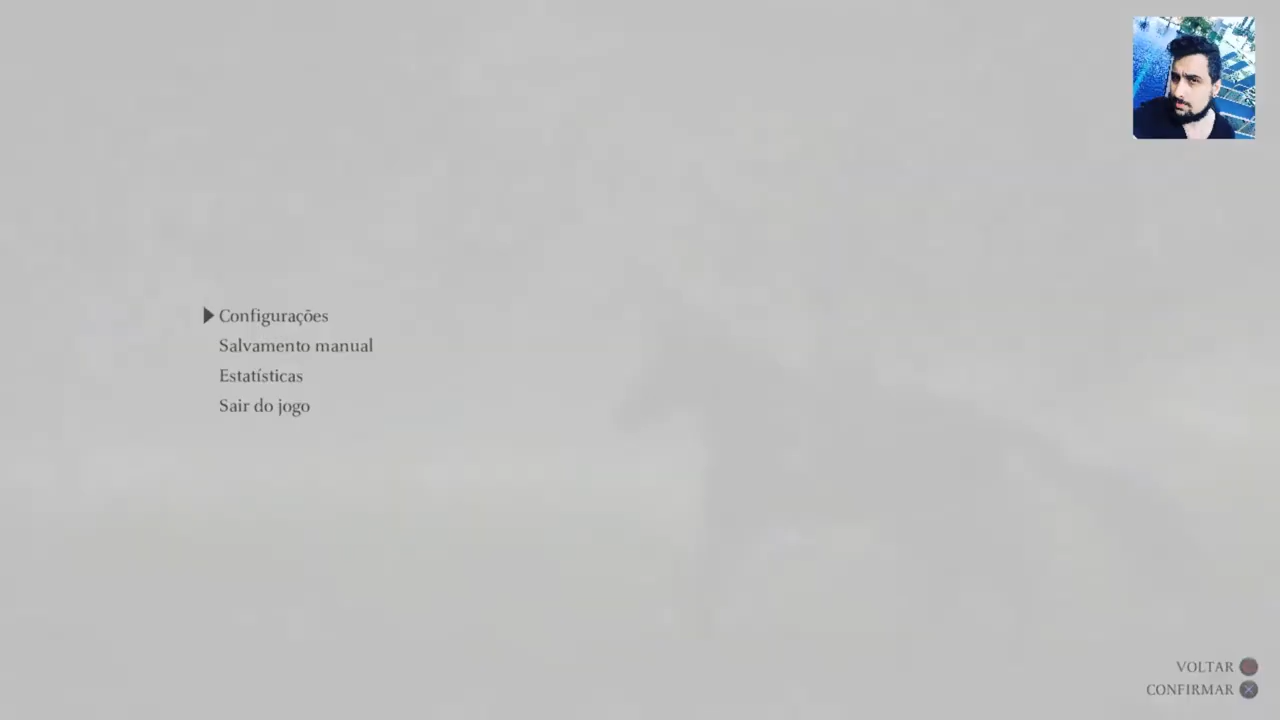 Configurações
Salvamento manual
Estatísticas
Sair do jogo
VOLTAR
CONFIRMAR